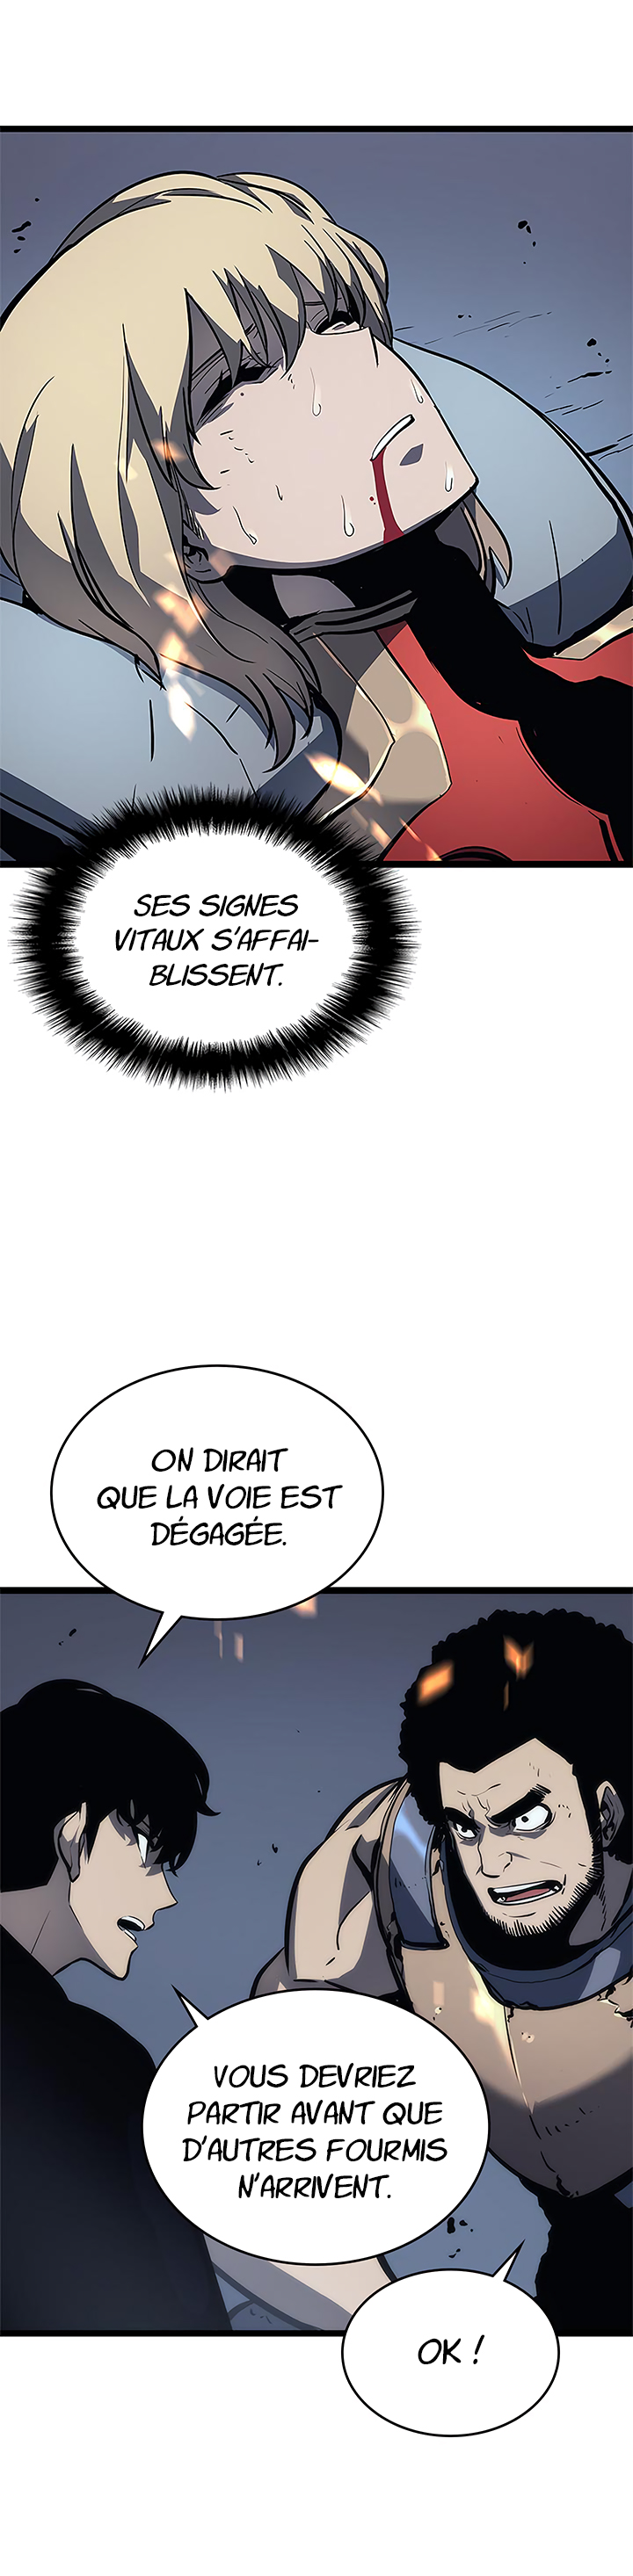 SES SIGNES
VITAUX S'AFFAI-
BLISSENT.
ON DIRAIT
QUE LA VOIE EST
DÉGAGÉE.
VOUS DEVRIEZ
PARTIR AVANT QUE
D'AUTRES FOURMIS
N'ARRIVENT.
OK !